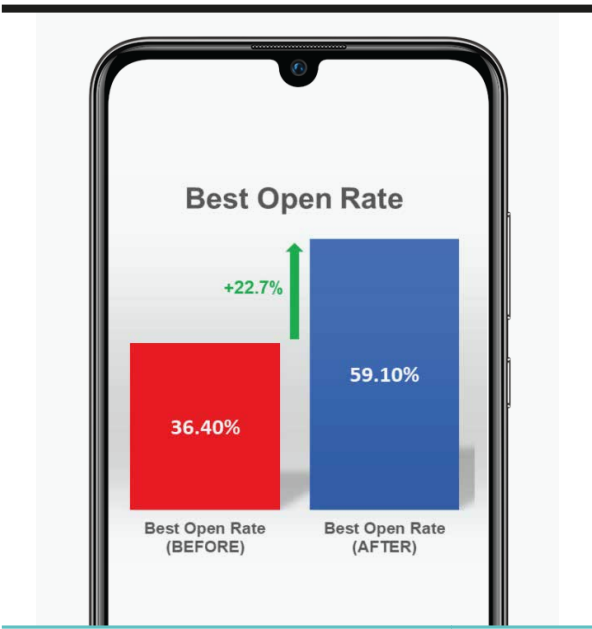 Best Open Rate
+22.7%
59.10%
36.40%
Best Open Rate
(BEFORE)
Best Open Rate
(AFTER)